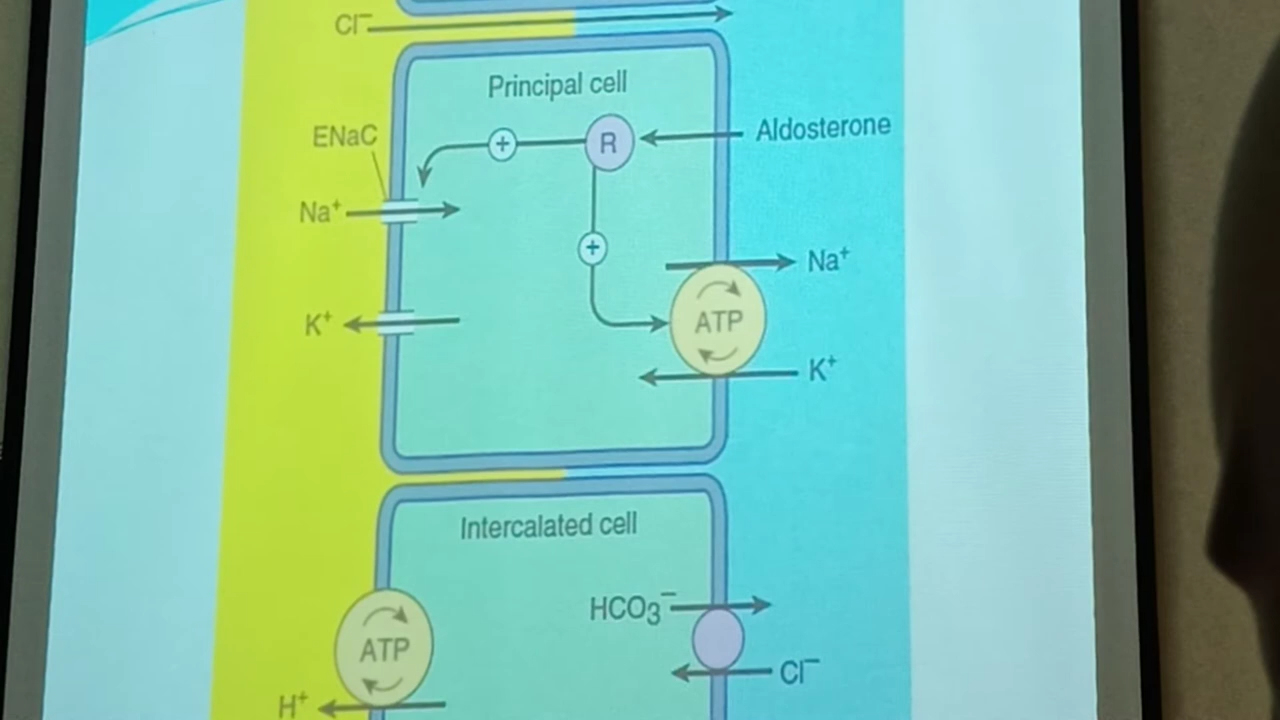 Cl⁻
Principal cell
ENaC
+
R
Aldosterone
Na⁺
+
Na⁺
K⁺
ATP
K⁺
Intercalated cell
HCO₃⁻
ATP
Cl⁻
H⁺